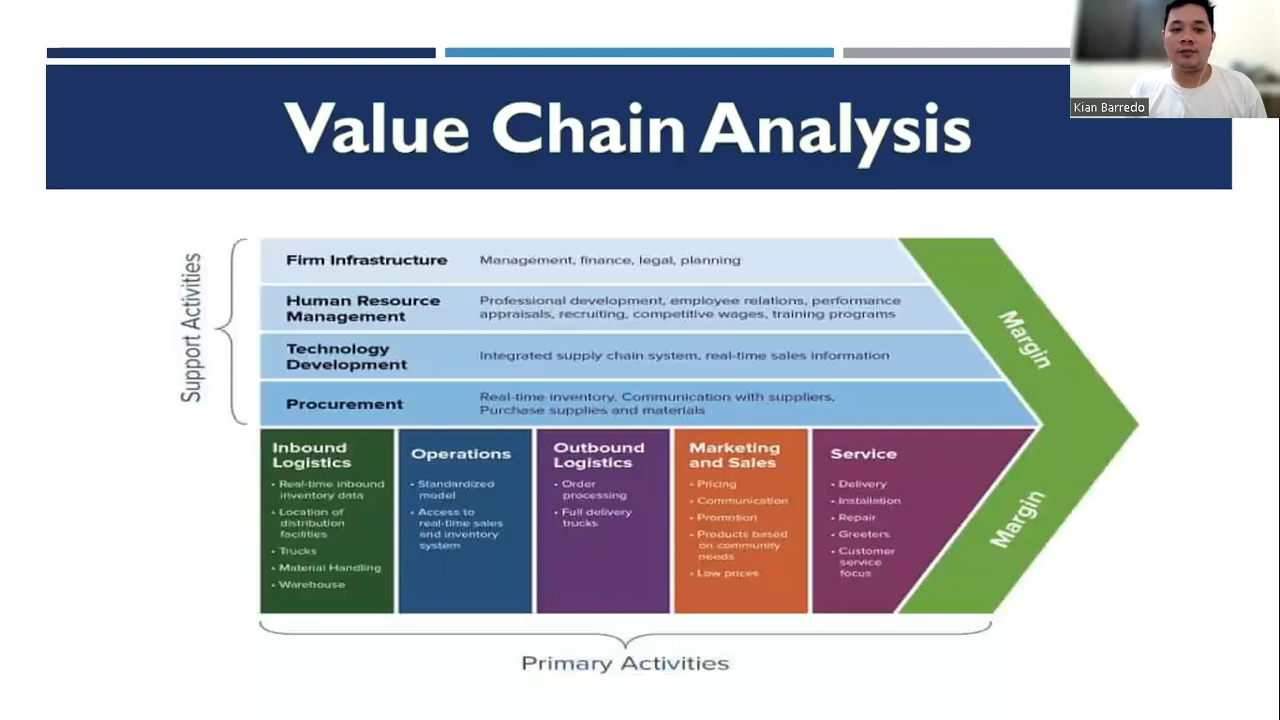 Value Chain Analysis
Kian Barredo
Support Activities
Firm Infrastructure
Management, finance, legal, planning
Human Resource
Management
Professional development, employee relations, performance
appraisals, recruiting, competitive wages, training programs
Technology
Development
Integrated supply chain system, real-time sales information
Procurement
Real-time inventory, Communication with suppliers,
Purchase supplies and materials
Margin
Inbound
Logistics
• Real-time inbound
inventory data
• Location of
distribution
facilities
• Trucks
• Material Handling
• Warehouse
Operations
• Standardized
model
• Access to
real-time sales
and inventory
system
Outbound
Logistics
• Order
processing
• Full delivery
trucks
Marketing
and Sales
• Pricing
• Communication
• Promotion
• Products based
on community
needs
• Low prices
Service
• Delivery
• Installation
• Repair
• Greeters
• Customer
service
focus
Margin
Primary Activities